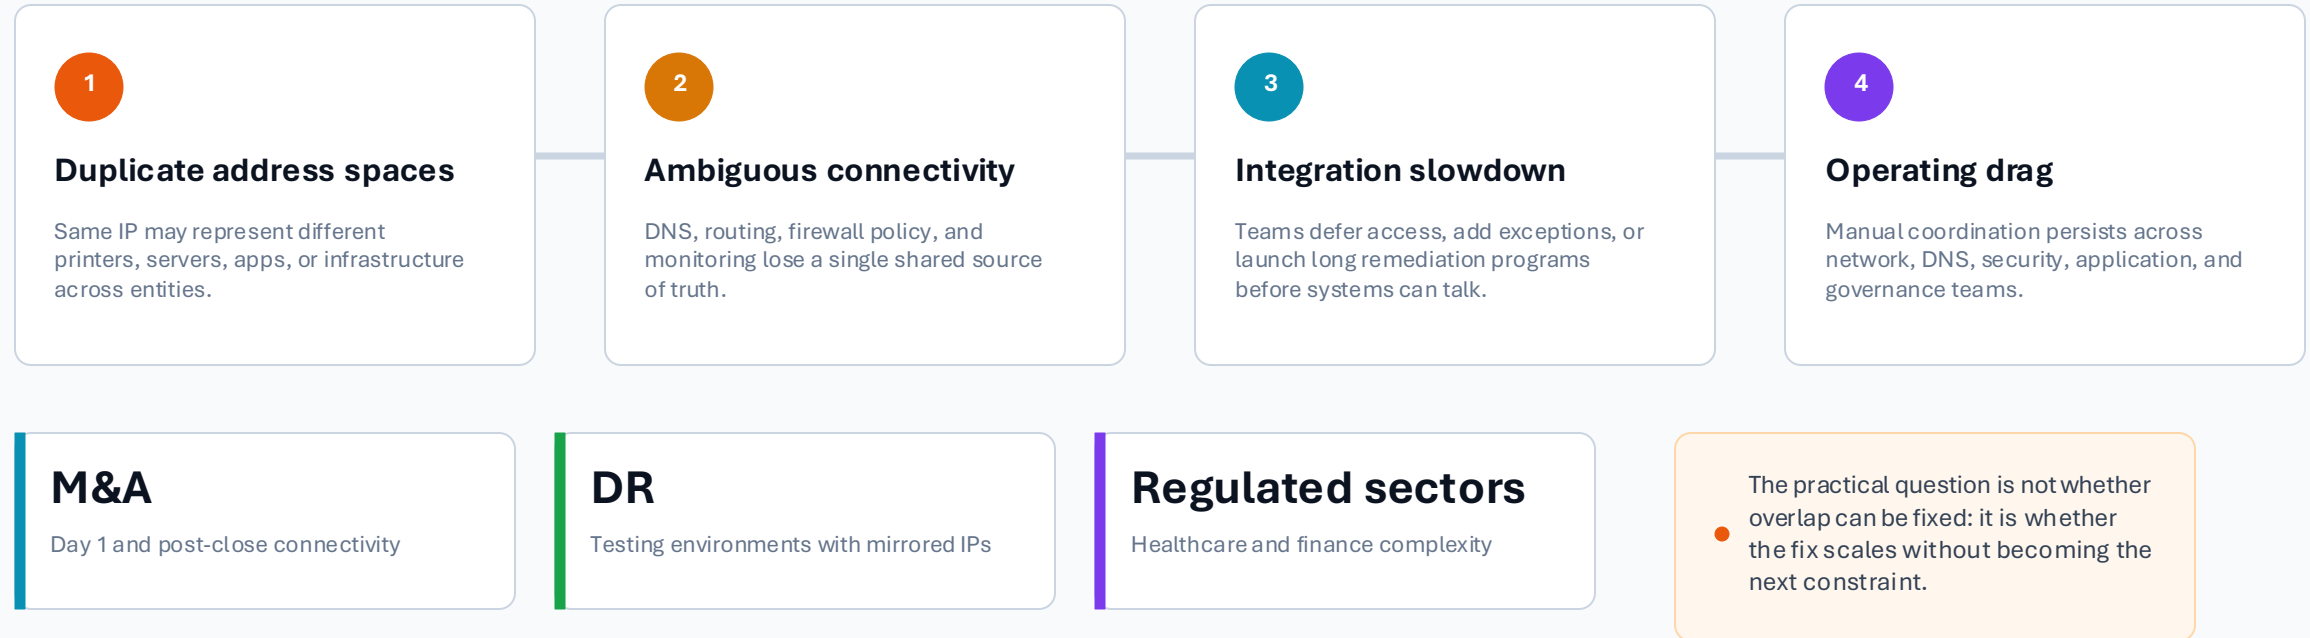 1
Duplicate address spaces
Same IP may represent different
printers, servers, apps, or infrastructure
across entities.
2
Ambiguous connectivity
DNS, routing, firewall policy, and
monitoring lose a single shared source
of truth.
3
Integration slowdown
Teams defer access, add exceptions, or
launch long remediation programs
before systems can talk.
4
Operating drag
Manual coordination persists across
network, DNS, security, application, and
governance teams.
M&A
Day 1 and post-close connectivity
DR
Testing environments with mirrored IPs
Regulated sectors
Healthcare and finance complexity
The practical question is not whether
overlap can be fixed: it is whether
the fix scales without becoming the
next constraint.